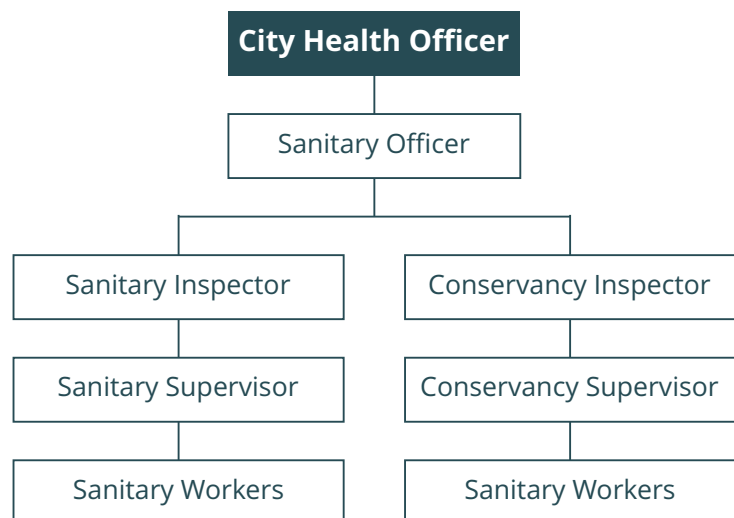 City Health Officer
Sanitary Officer
Sanitary Inspector
Conservancy Inspector
Sanitary Supervisor
Conservancy Supervisor
Sanitary Workers
Sanitary Workers